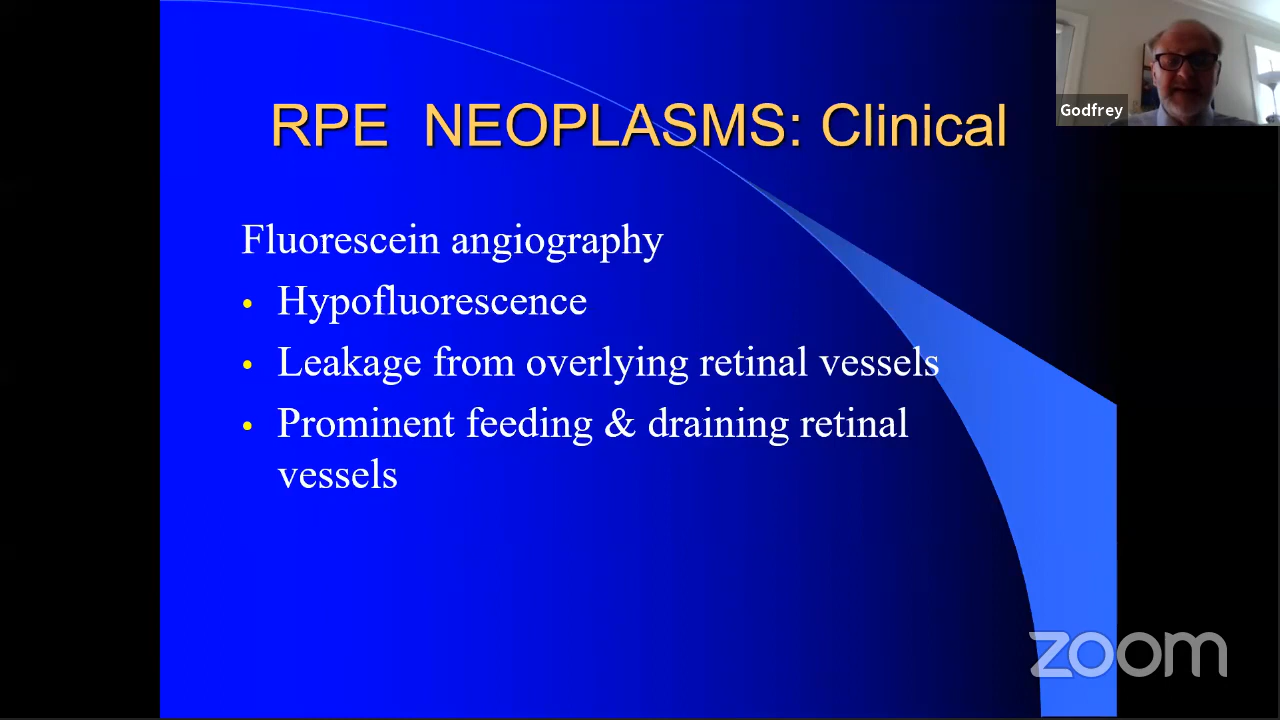 RPE NEOPLASMS: Clinical
Godfrey
Fluorescein angiography
• Hypofluorescence
• Leakage from overlying retinal vessels
• Prominent feeding & draining retinal
vessels
zoom